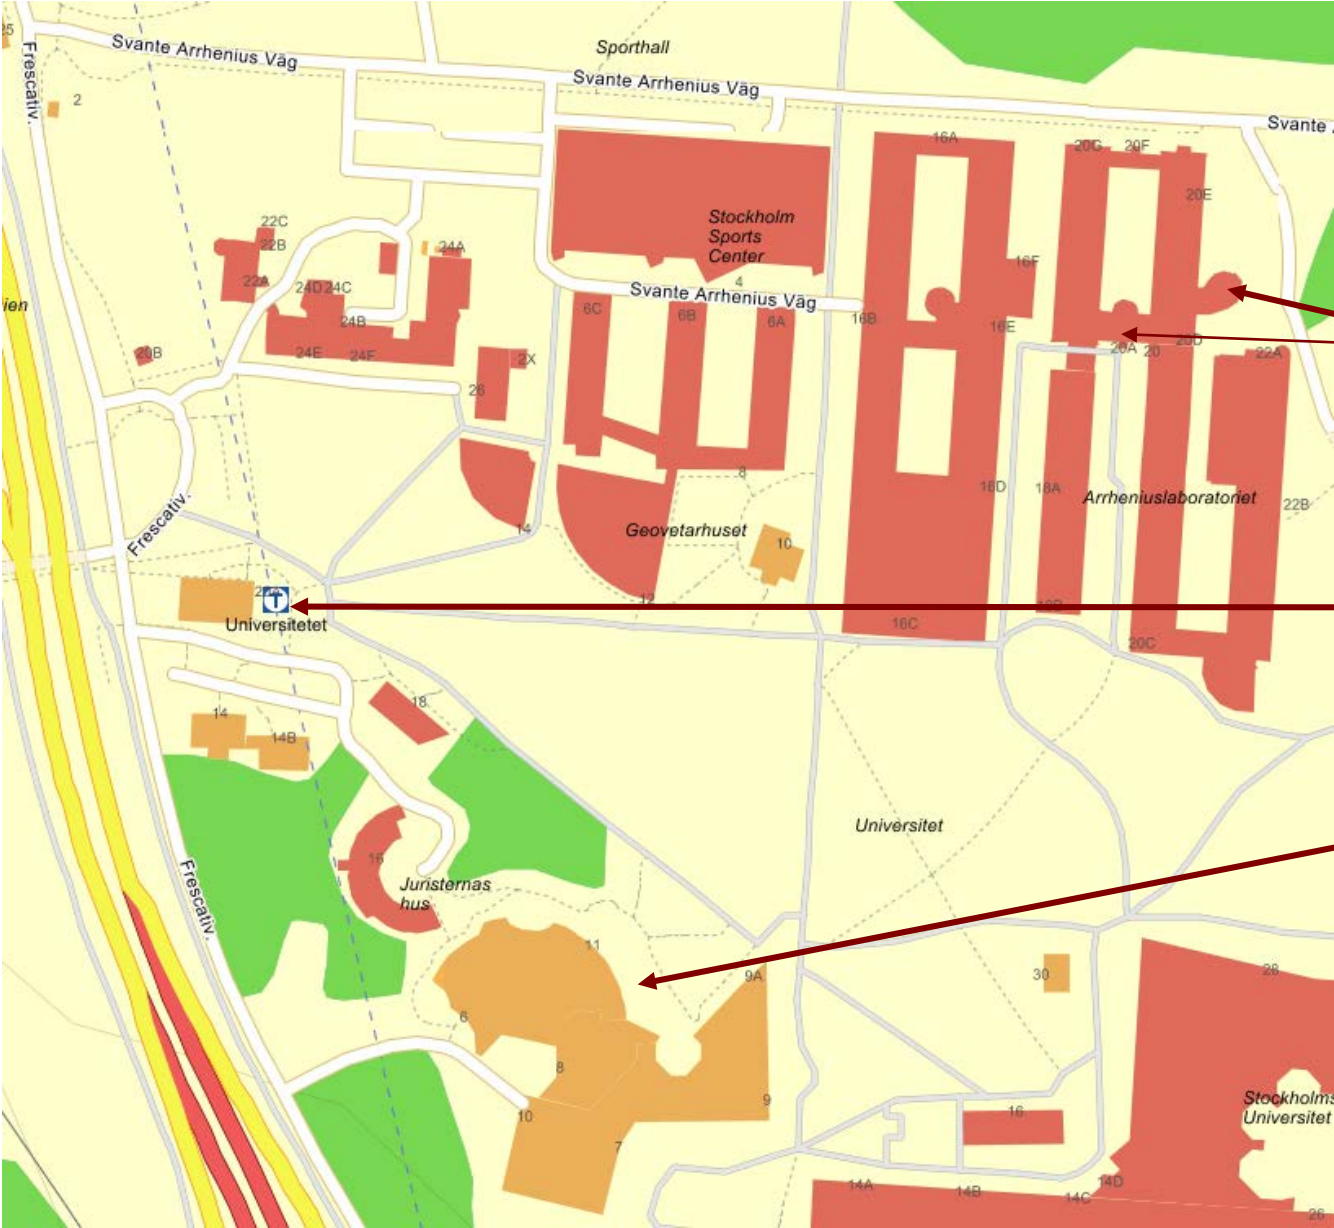 25
Frescativ.
Svante Arrhenius Väg
Sporthall
Svante Arrhenius Väg
Svante
2
16A
20G
20F
20E
22C
22B
22A
24A
Stockholm
Sports
Center
4
16F
24D
24C
24B
24E
24F
Svante Arrhenius Väg
6C
6B
6A
16B
16E
ien
20B
2X
26
20A
20
20D
22A
8
16D
18A
Arrheniuslaboratoriet
22B
Frescativ.
14
Geovetarhuset
10
12
T
Universitetet
16C
20C
18
14
14B
Universitet
16
Juristernas
hus
Frescativ.
11
9A
30
28
6
8
10
9
7
16
Stockholms
Universitet
14A
14B
14C
14D
26